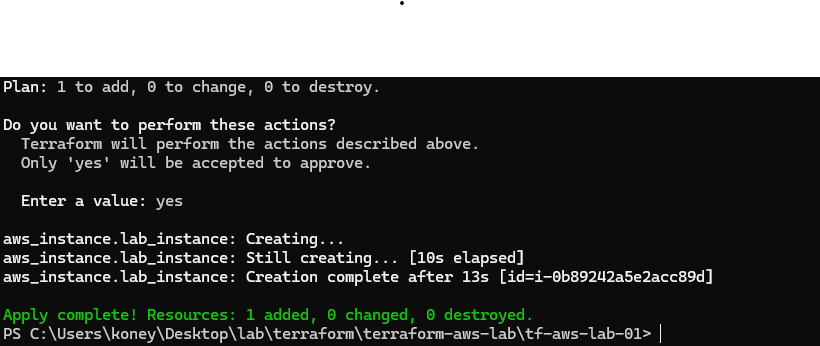 Plan: 1 to add, 0 to change, 0 to destroy.
Do you want to perform these actions?
Terraform will perform the actions described above.
Only 'yes' will be accepted to approve.
Enter a value: yes
aws_instance.lab_instance: Creating...
aws_instance.lab_instance: Still creating... [10s elapsed]
aws_instance.lab_instance: Creation complete after 13s [id=i-0b89242a5e2acc89d]
Apply complete! Resources: 1 added, 0 changed, 0 destroyed.
PS C:\Users\koney\Desktop\lab\terraform\terraform-aws-lab\tf-aws-lab-01>